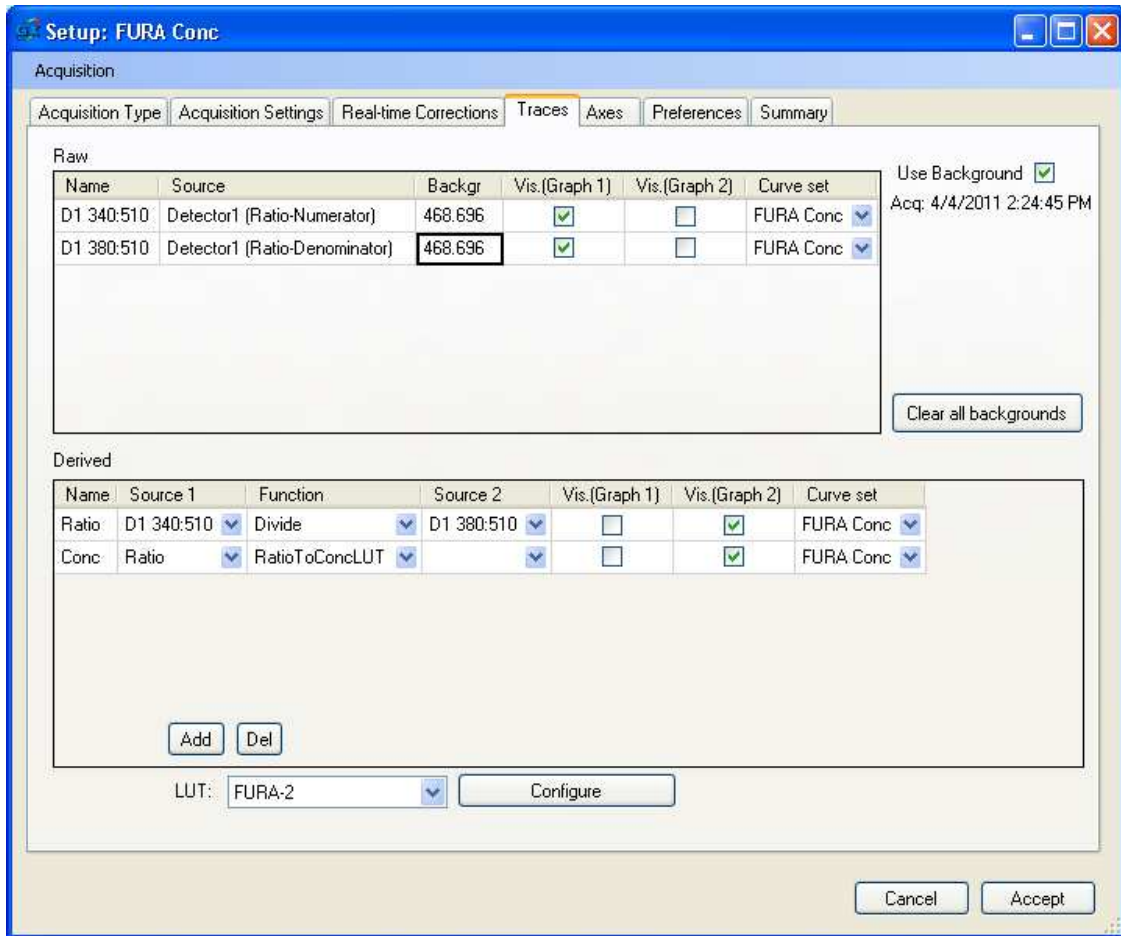 Setup: FURA Conc
Acquisition
Acquisition Type Acquisition Settings Real-time Corrections Traces Axes Preferences Summary
Raw
Name Source Backgr Vis.(Graph 1) Vis.(Graph 2) Curve set
D1 340:510 Detector1 (Ratio-Numerator) 468.696 FURA Conc
D1 380:510 Detector1 (Ratio-Denominator) 468.696 FURA Conc
Use Background
Acq: 4/4/2011 2:24:45 PM
Clear all backgrounds
Derived
Name Source 1 Function Source 2 Vis.(Graph 1) Vis.(Graph 2) Curve set
Ratio D1 340:510 Divide D1 380:510 FURA Conc
Conc Ratio RatioToConcLUT FURA Conc
Add Del
LUT: FURA-2 Configure
Cancel Accept